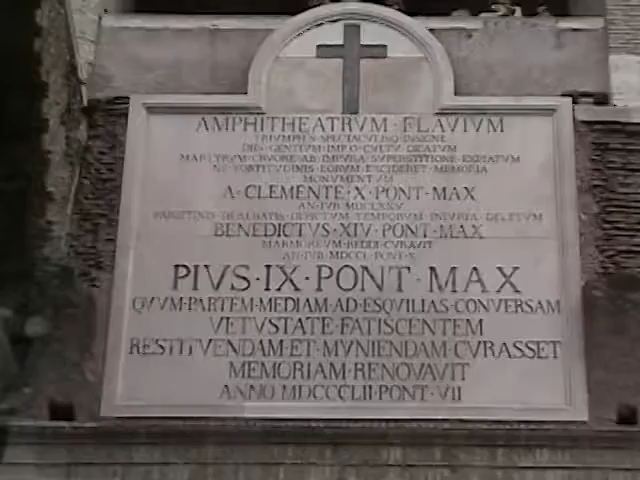 AMPHITHEATRVM · FLAVIVM
TRIVMPHIS · SPECTACVLISQ · INSIGNE
DIIS · GENTIVM · IMPIO · CVLTV · DICATVM
MARTYRVM · CRVORE · AB · IMPVRA · SVPERSTITIONE · EXPIATVM
NE · FORTITVDINIS · EORVM · EXCIDERET · MEMORIA
MONVMENTVM
A · CLEMENTE · X · PONT · MAX
AN · IVB · MDCLXXV
PARIETINIS · DEALBATIS · DEPICTVM · TEMPORVM · INIVRIA · DELETVM
BENEDICTVS · XIV · PONT · MAX
MARMOREVM · REDDI · CVRAVIT
AN · IVB · MDCCL · PONT · X
PIVS · IX · PONT · MAX
QVVM · PARTEM · MEDIAM · AD · ESQVILIAS · CONVERSAM
VETVSTATE · FATISCENTEM
RESTITVENDAM · ET · MVNIENDAM · CVRASSET
MEMORIAM · RENOVAVIT
ANNO · MDCCCLII · PONT · VII